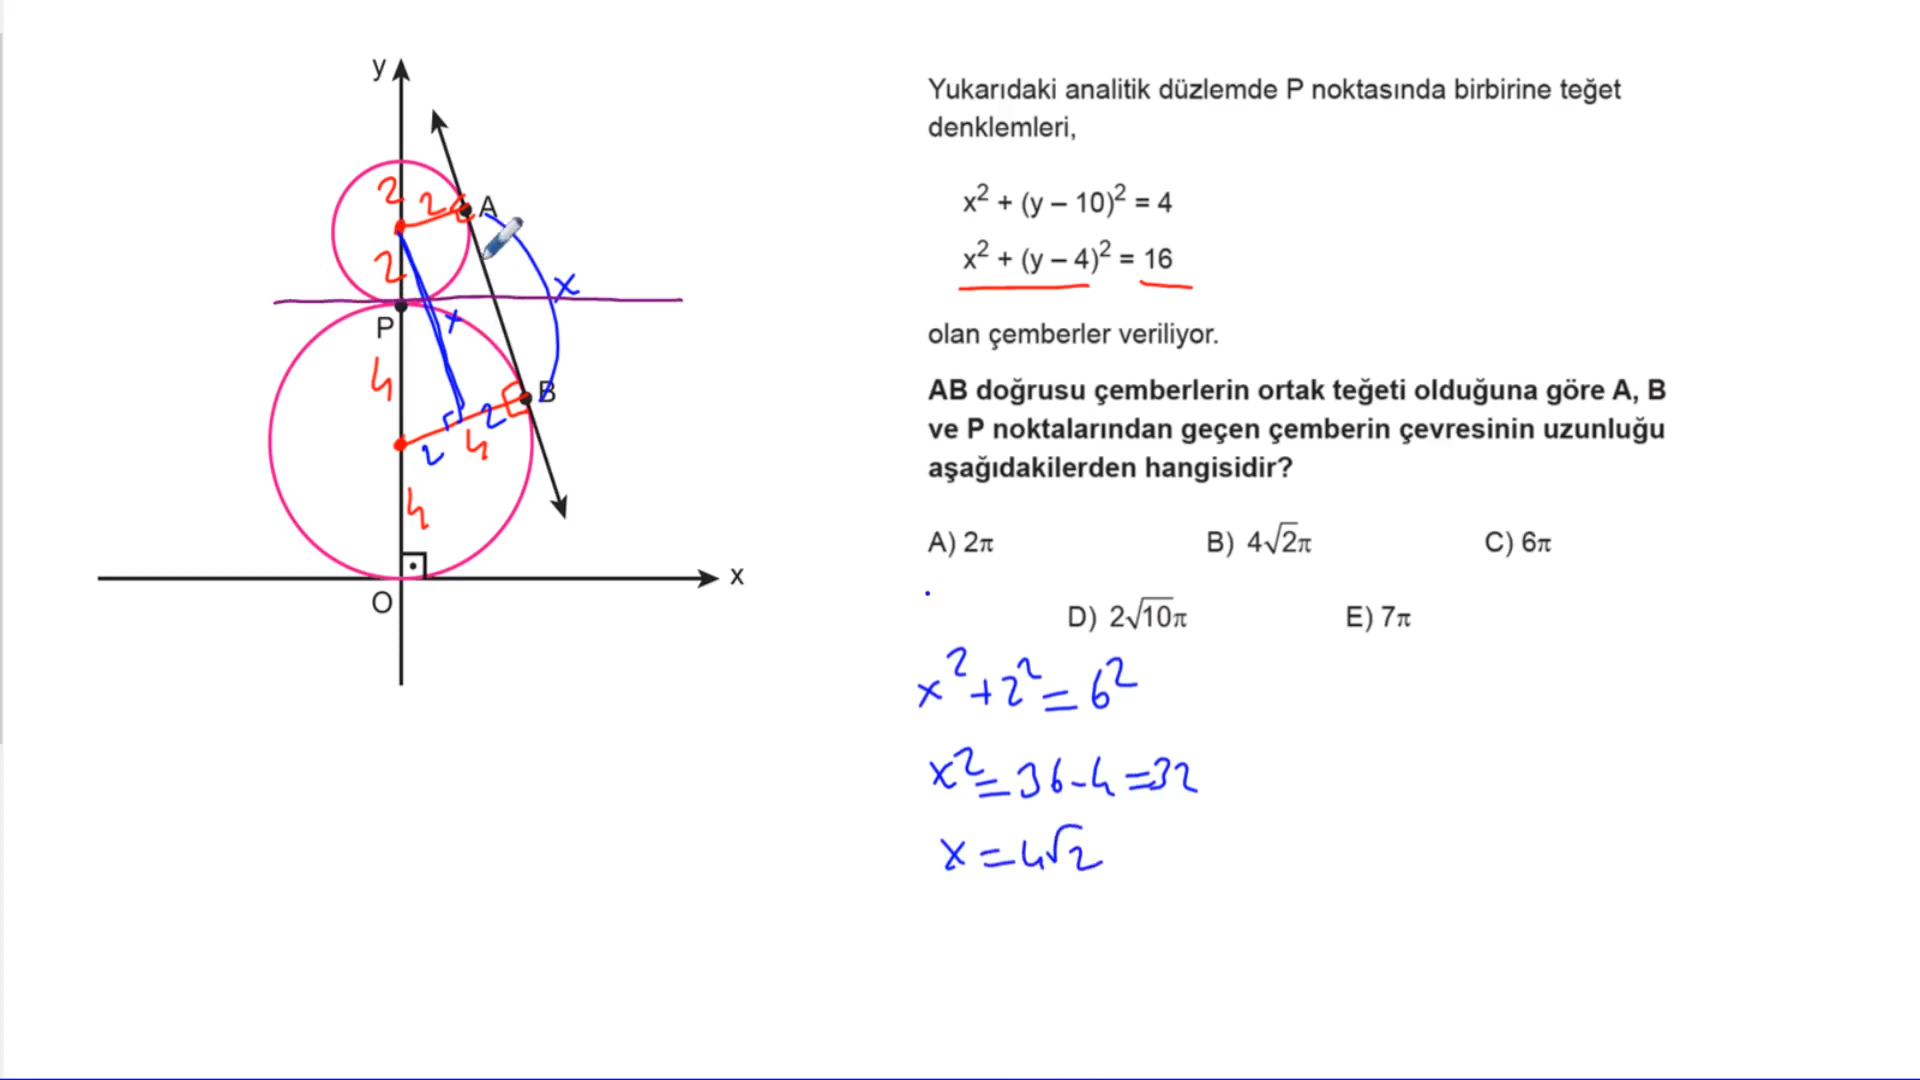 y
2
2
A
2
x
P
x
4
B
2
2
4
4
x
O
Yukarıdaki analitik düzlemde P noktasında birbirine teğet
denklemleri,
x² + (y – 10)² = 4
x² + (y – 4)² = 16
olan çemberler veriliyor.
AB doğrusu çemberlerin ortak teğeti olduğuna göre A, B
ve P noktalarından geçen çemberin çevresinin uzunluğu
aşağıdakilerden hangisidir?
A) 2π B) 4√2π C) 6π
D) 2√10π E) 7π
x² + 2² = 6²
x² = 36 - 4 = 32
x = 4√2